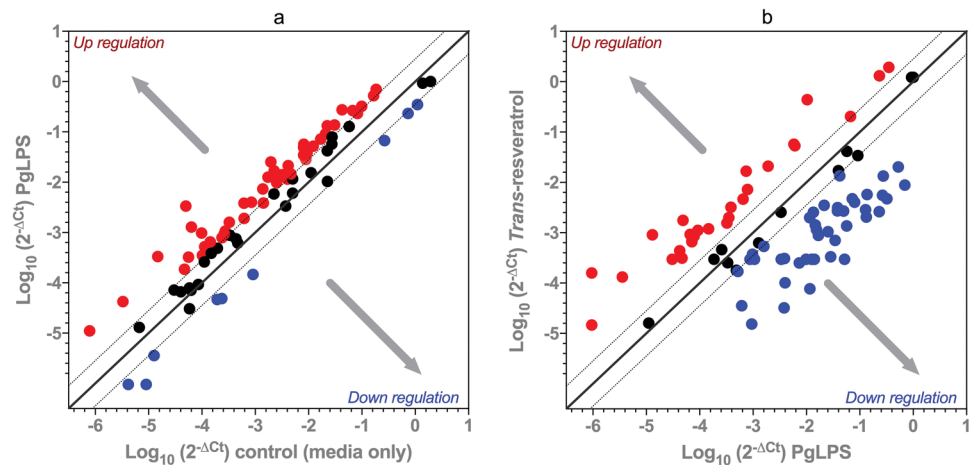 a
Up regulation
Down regulation
1
0
-1
-2
-3
-4
-5
-6 -5 -4 -3 -2 -1 0 1
Log10 (2-ΔCt) PgLPS
Log10 (2-ΔCt) control (media only)
b
Up regulation
Down regulation
1
0
-1
-2
-3
-4
-5
-6 -5 -4 -3 -2 -1 0 1
Log10 (2-ΔCt) Trans-resveratrol
Log10 (2-ΔCt) PgLPS